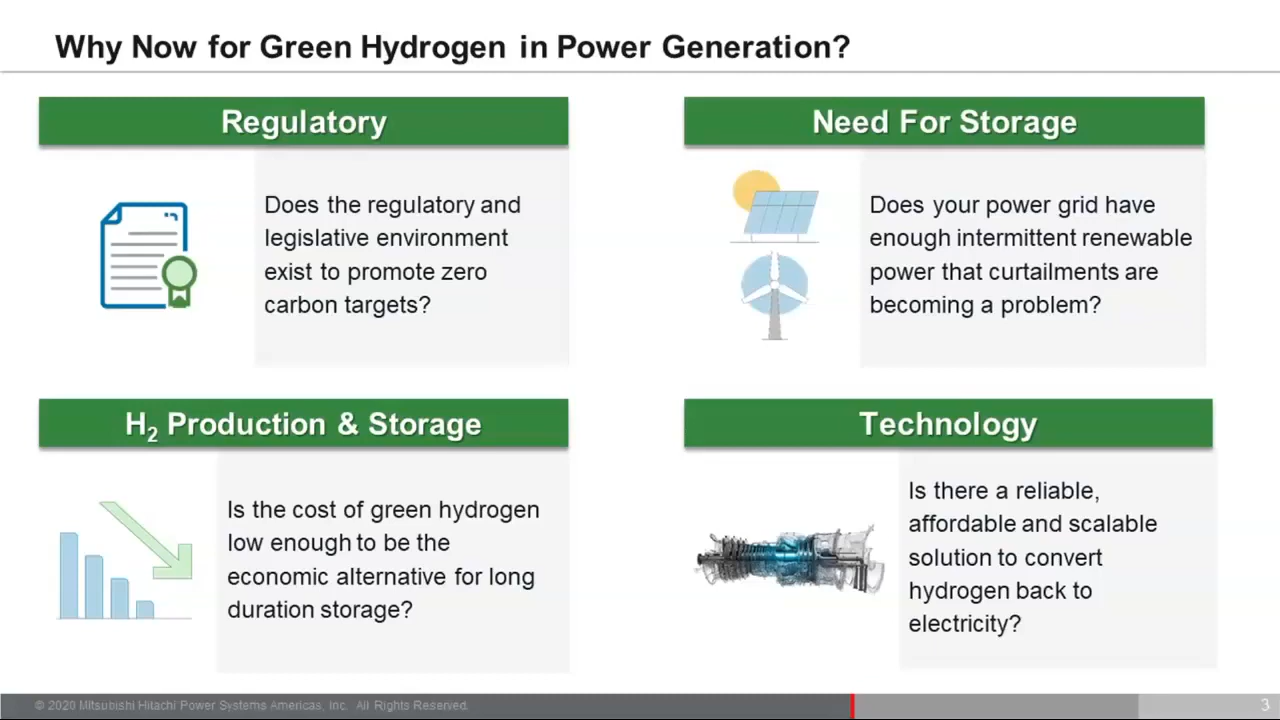 Why Now for Green Hydrogen in Power Generation?
Regulatory
Does the regulatory and
legislative environment
exist to promote zero
carbon targets?
Need For Storage
Does your power grid have
enough intermittent renewable
power that curtailments are
becoming a problem?
H₂ Production & Storage
Is the cost of green hydrogen
low enough to be the
economic alternative for long
duration storage?
Technology
Is there a reliable,
affordable and scalable
solution to convert
hydrogen back to
electricity?
© 2020 Mitsubishi Hitachi Power Systems Americas, Inc. All Rights Reserved.
3